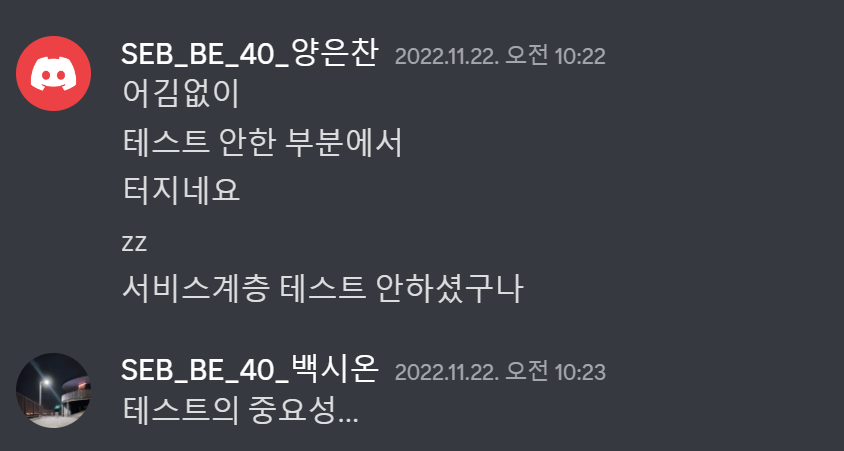 SEB_BE_40_양은찬 2022.11.22. 오전 10:22
어김없이
테스트 안한 부분에서
터지네요
zz
서비스계층 테스트 안하셨구나
SEB_BE_40_백시온 2022.11.22. 오전 10:23
테스트의 중요성...